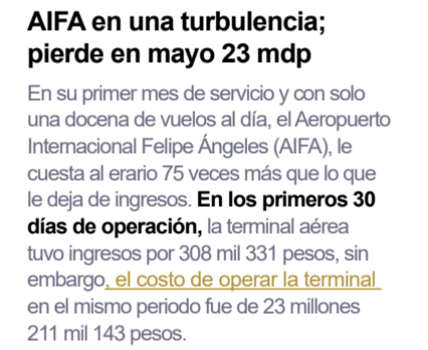 AIFA en una turbulencia;
pierde en mayo 23 mdp
En su primer mes de servicio y con solo
una docena de vuelos al día, el Aeropuerto
Internacional Felipe Ángeles (AIFA), le
cuesta al erario 75 veces más que lo que
le deja de ingresos. En los primeros 30
días de operación, la terminal aérea
tuvo ingresos por 308 mil 331 pesos, sin
embargo, el costo de operar la terminal
en el mismo periodo fue de 23 millones
211 mil 143 pesos.